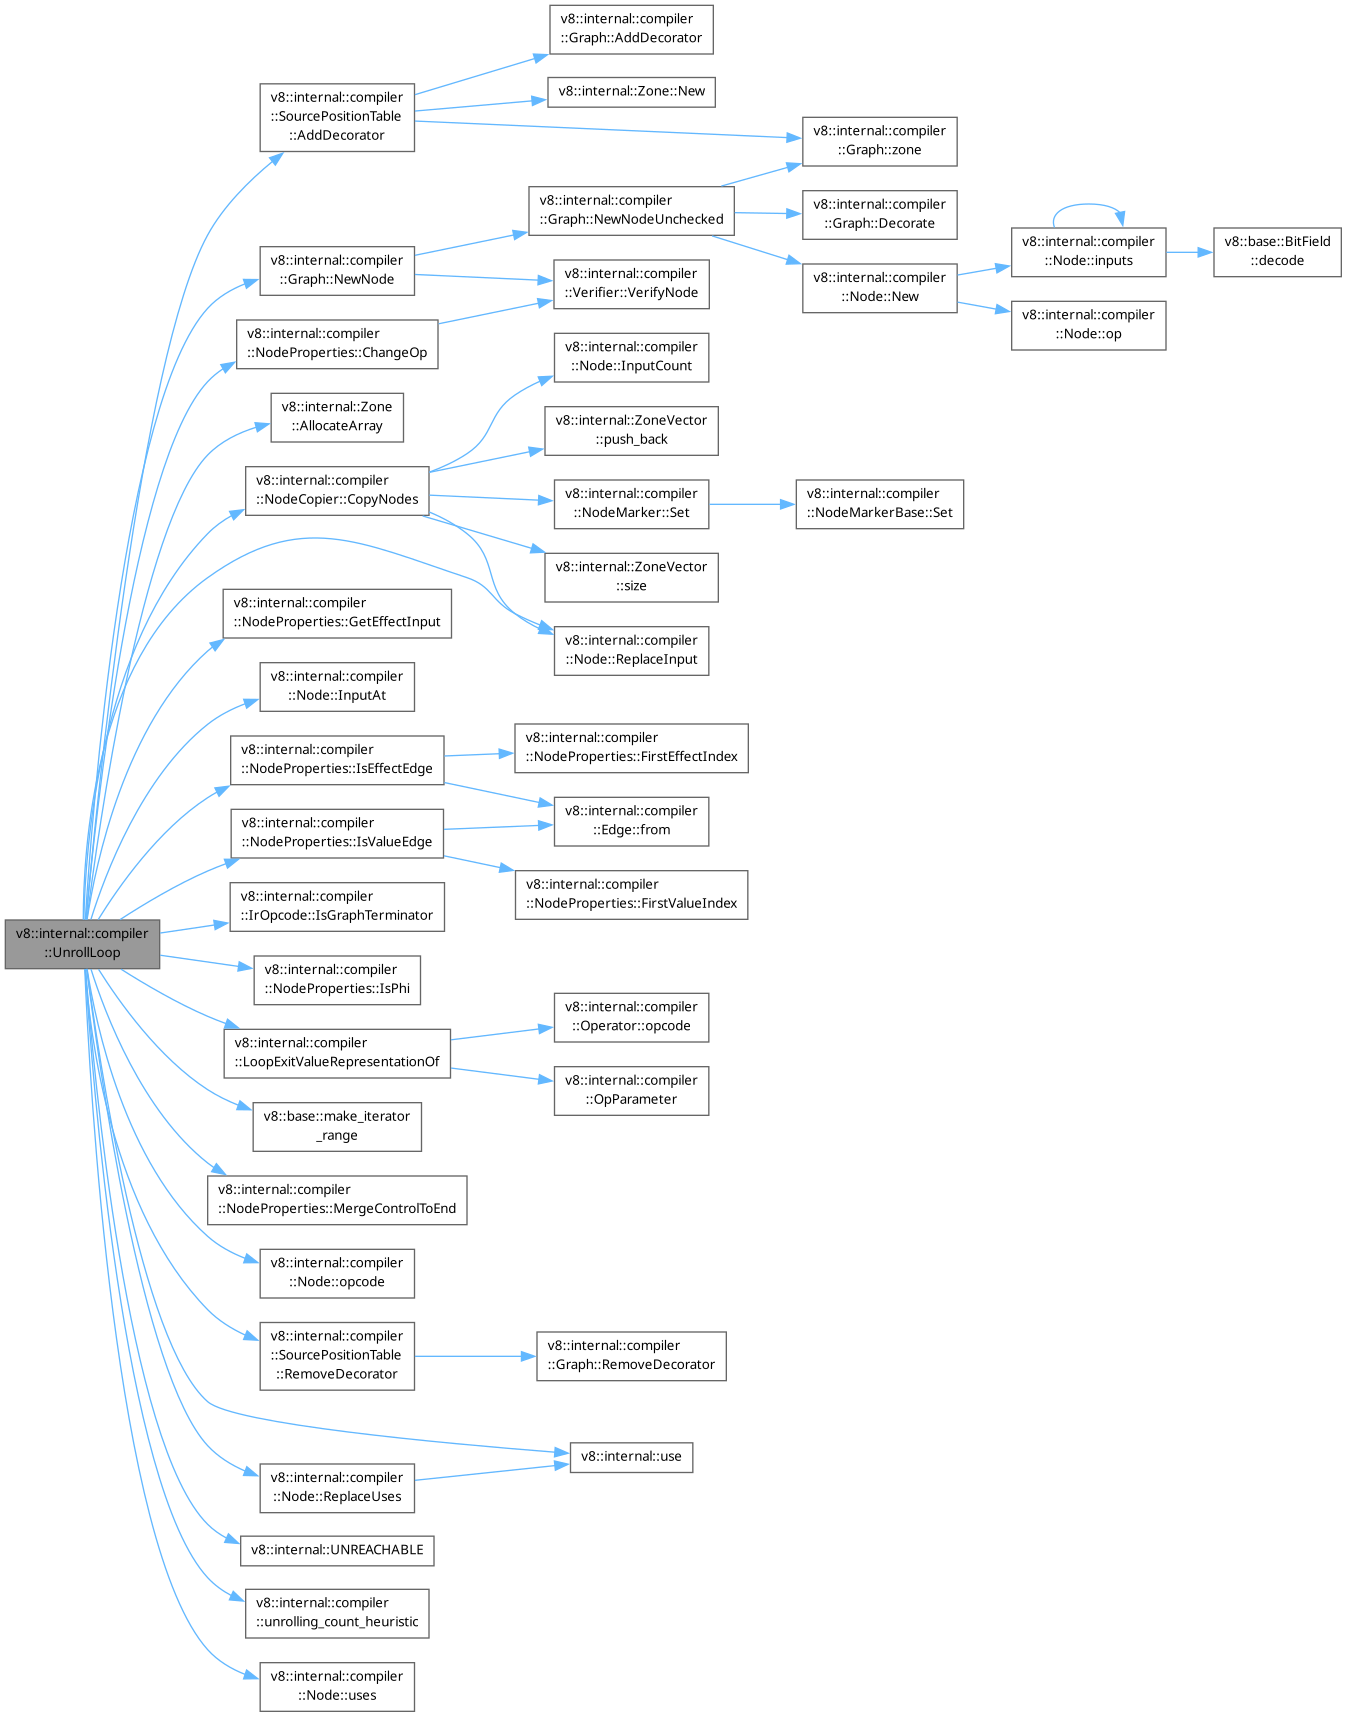 v8::internal::compiler
::UnrollLoop
v8::internal::compiler
::SourcePositionTable
::AddDecorator
v8::internal::compiler
::Graph::AddDecorator
v8::internal::Zone::New
v8::internal::compiler
::Graph::zone
v8::internal::compiler
::Graph::NewNode
v8::internal::compiler
::Graph::NewNodeUnchecked
v8::internal::compiler
::Graph::Decorate
v8::internal::compiler
::Node::New
v8::internal::compiler
::Node::inputs
v8::base::BitField
::decode
v8::internal::compiler
::Node::op
v8::internal::compiler
::Verifier::VerifyNode
v8::internal::compiler
::NodeProperties::ChangeOp
v8::internal::Zone
::AllocateArray
v8::internal::compiler
::NodeCopier::CopyNodes
v8::internal::compiler
::Node::InputCount
v8::internal::ZoneVector
::push_back
v8::internal::compiler
::NodeMarker::Set
v8::internal::compiler
::NodeMarkerBase::Set
v8::internal::ZoneVector
::size
v8::internal::compiler
::Node::ReplaceInput
v8::internal::compiler
::NodeProperties::GetEffectInput
v8::internal::compiler
::Node::InputAt
v8::internal::compiler
::NodeProperties::IsEffectEdge
v8::internal::compiler
::NodeProperties::FirstEffectIndex
v8::internal::compiler
::Edge::from
v8::internal::compiler
::NodeProperties::IsValueEdge
v8::internal::compiler
::NodeProperties::FirstValueIndex
v8::internal::compiler
::IrOpcode::IsGraphTerminator
v8::internal::compiler
::NodeProperties::IsPhi
v8::internal::compiler
::LoopExitValueRepresentationOf
v8::internal::compiler
::Operator::opcode
v8::internal::compiler
::OpParameter
v8::base::make_iterator
_range
v8::internal::compiler
::NodeProperties::MergeControlToEnd
v8::internal::compiler
::Node::opcode
v8::internal::compiler
::SourcePositionTable
::RemoveDecorator
v8::internal::compiler
::Graph::RemoveDecorator
v8::internal::use
v8::internal::compiler
::Node::ReplaceUses
v8::internal::UNREACHABLE
v8::internal::compiler
::unrolling_count_heuristic
v8::internal::compiler
::Node::uses